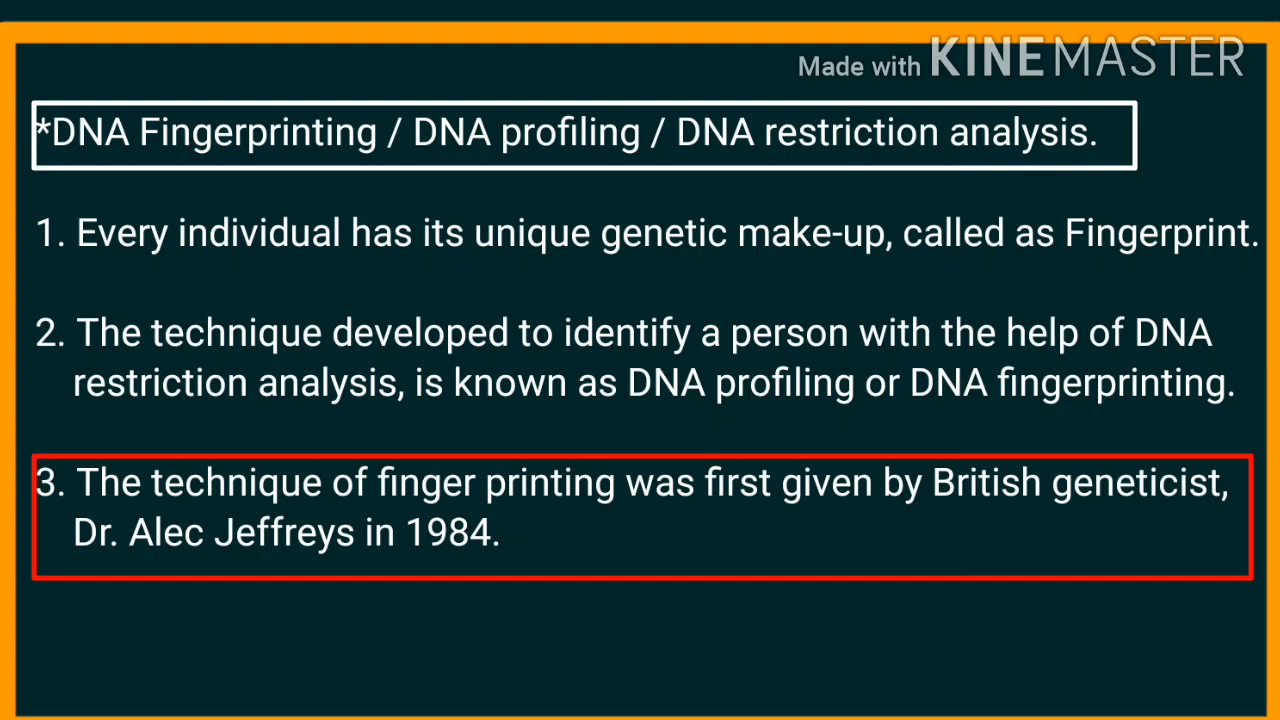 Made with KINEMASTER
*DNA Fingerprinting / DNA profiling / DNA restriction analysis.
1. Every individual has its unique genetic make-up, called as Fingerprint.
2. The technique developed to identify a person with the help of DNA
restriction analysis, is known as DNA profiling or DNA fingerprinting.
3. The technique of finger printing was first given by British geneticist,
Dr. Alec Jeffreys in 1984.